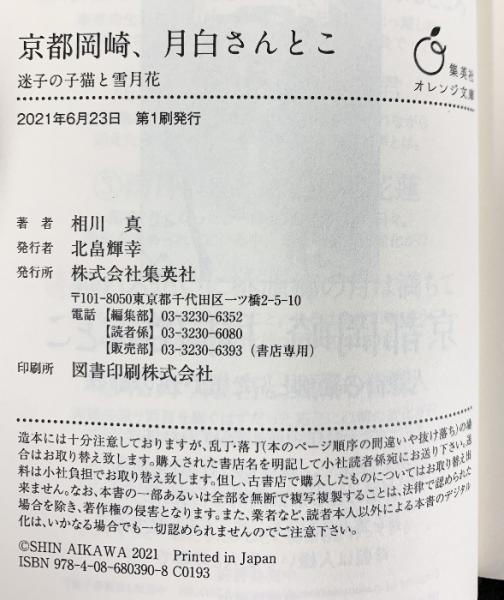 京都岡崎、月白さんとこ
迷子の子猫と雪月花
集英社
オレンジ文庫
2021年6月23日 第1刷発行
著者 相川 真
発行者 北畠輝幸
発行所 株式会社集英社
〒101-8050東京都千代田区一ツ橋2-5-10
電話【編集部】03-3230-6352
【読者係】03-3230-6080
【販売部】03-3230-6393（書店専用）
印刷所 図書印刷株式会社
造本には十分注意しておりますが、乱丁・落丁(本のページ順序の間違いや抜け落ち)の場
合はお取り替え致します。購入された書店名を明記して小社読者係宛にお送り下さい。送
料は小社負担でお取り替え致します。但し、古書店で購入したものについてはお取り替え出
来ません。なお、本書の一部あるいは全部を無断で複写複製することは、法律で認められた
場合を除き、著作権の侵害となります。また、業者など、読者本人以外による本書のデジタル
化は、いかなる場合でも一切認められませんのでご注意下さい。
©SHIN AIKAWA 2021 Printed in Japan
ISBN 978-4-08-680390-8 C0193